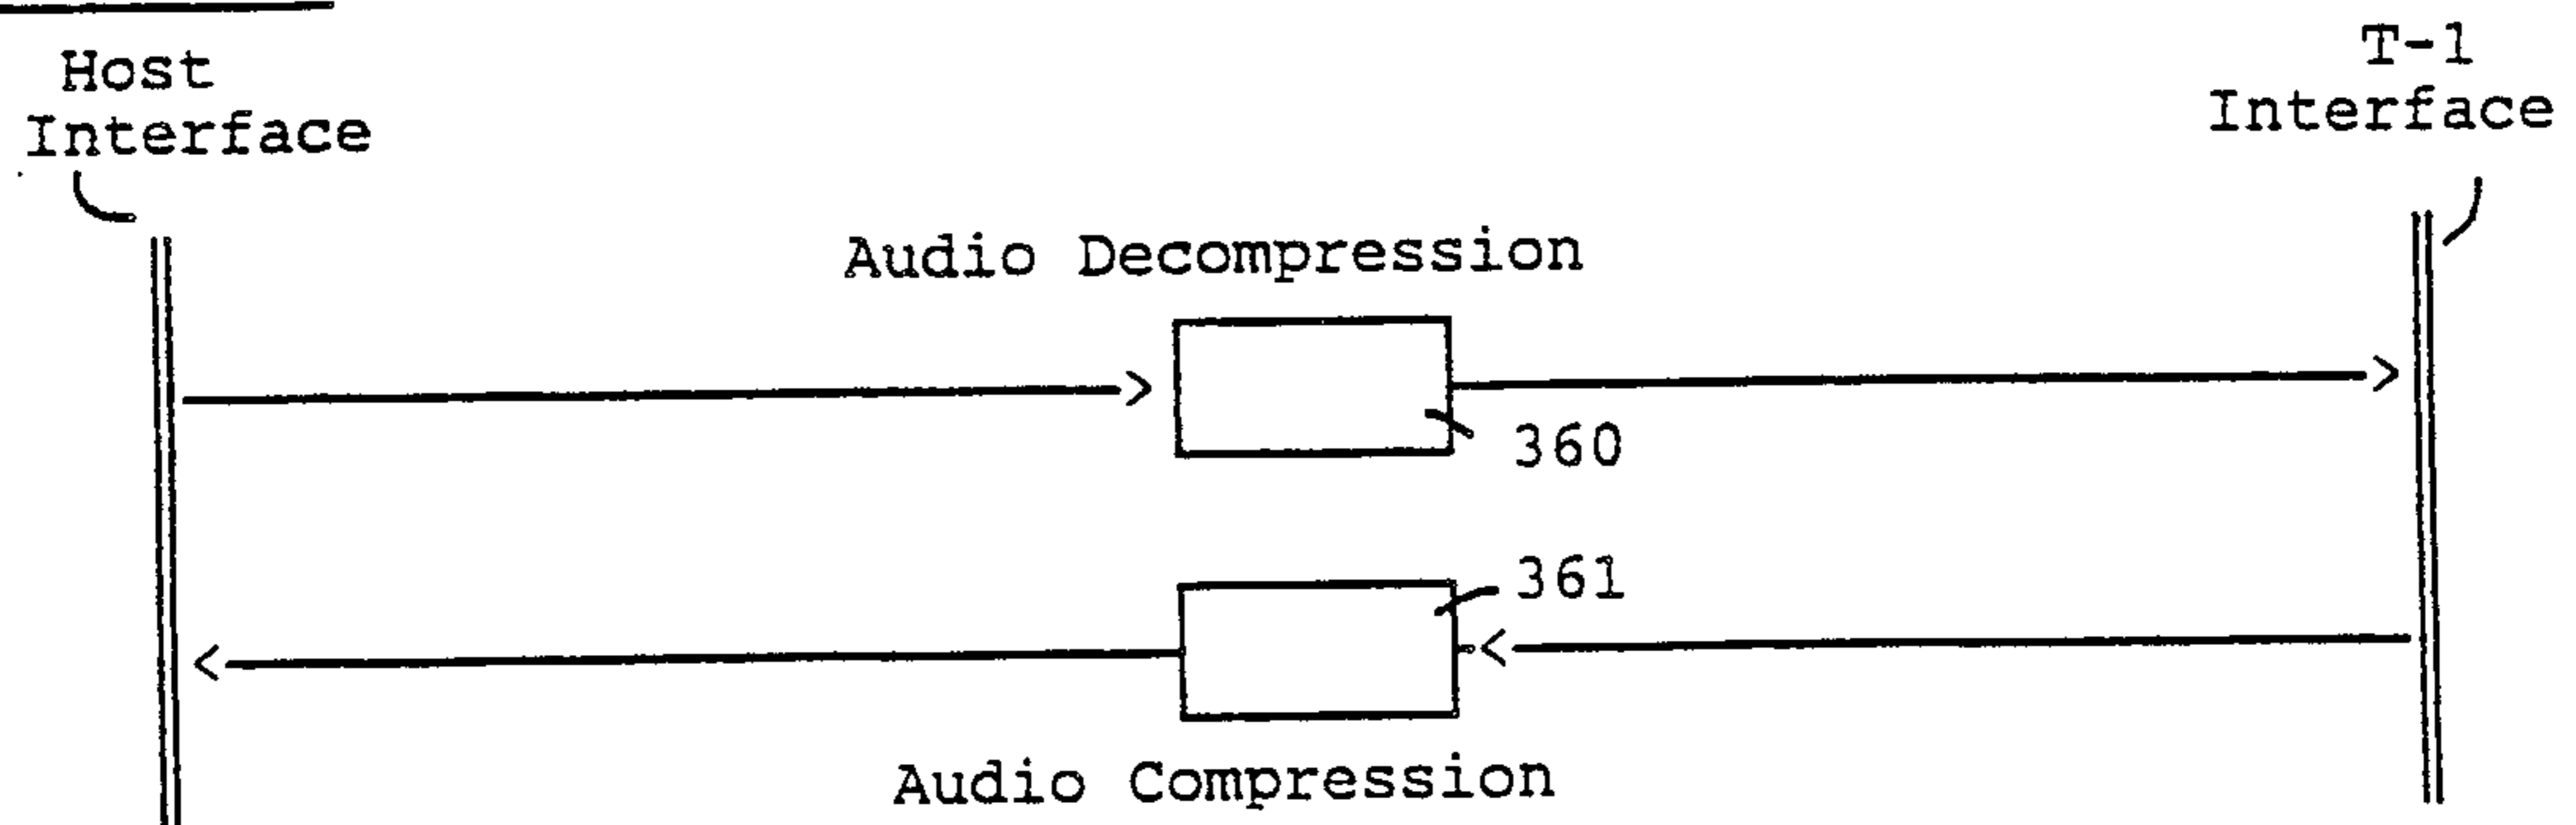 Host
Interface
T-1
Interface
Audio Decompression
360
361
Audio Compression